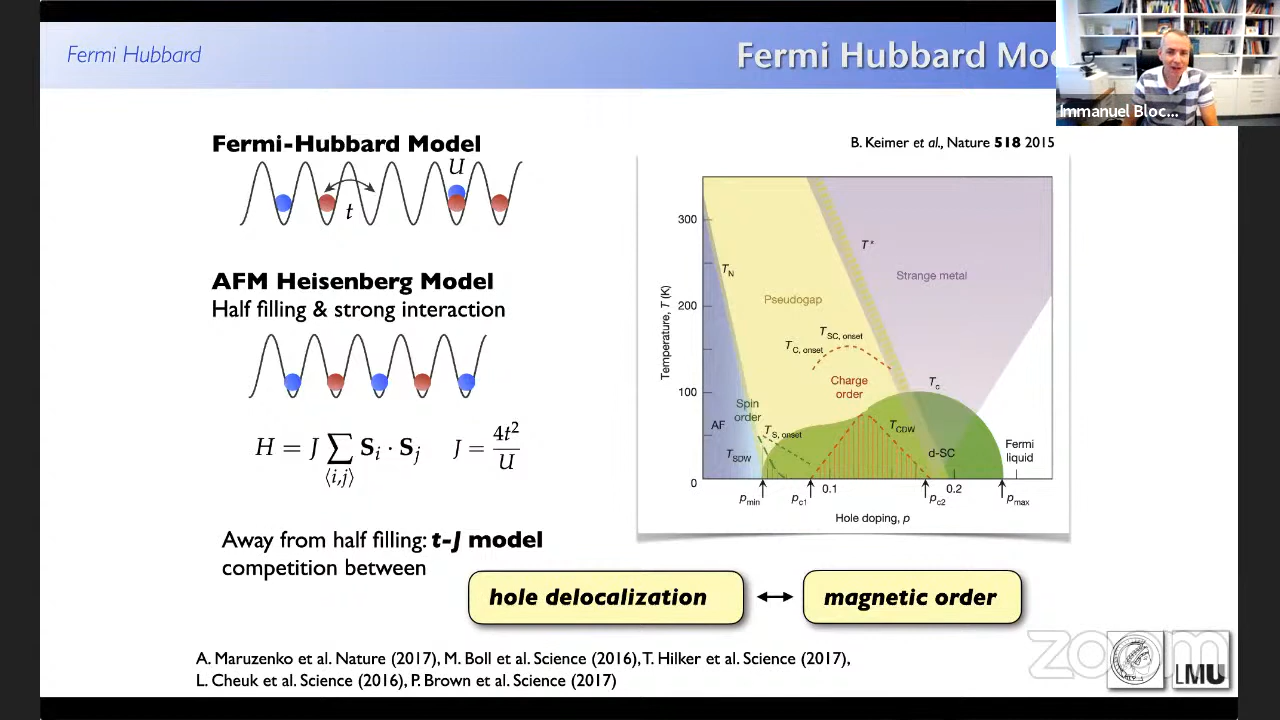 Fermi Hubbard
Fermi Hubbard Mo
Immanuel Bloc...
Fermi-Hubbard Model
U
t
AFM Heisenberg Model
Half filling & strong interaction
H = J ∑ S_i · S_j   J = 4t²/U
⟨i,j⟩
Away from half filling: t-J model
competition between
hole delocalization ↔ magnetic order
B. Keimer et al., Nature 518 2015
Temperature, T (K)
300
200
100
0
T_N
T*
Strange metal
Pseudogap
T_SC, onset
T_C, onset
Charge
order
T_c
Spin
order
AF
T_S, onset
T_CDW
T_SDW
d-SC
Fermi
liquid
0.1
0.2
p_min
p_c1
p_c2
p_max
Hole doping, p
A. Maruzenko et al. Nature (2017), M. Boll et al. Science (2016), T. Hilker et al. Science (2017),
L. Cheuk et al. Science (2016), P. Brown et al. Science (2017)
zoom
LMU